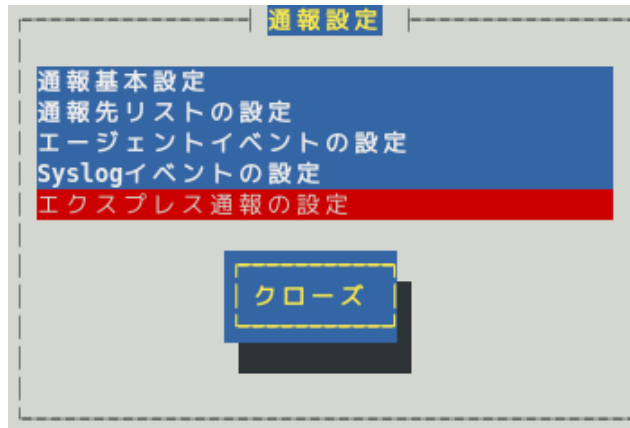 通報設定
通報基本設定
通報先リストの設定
エージェントイベントの設定
Syslogイベントの設定
エクスプレス通報の設定
クローズ